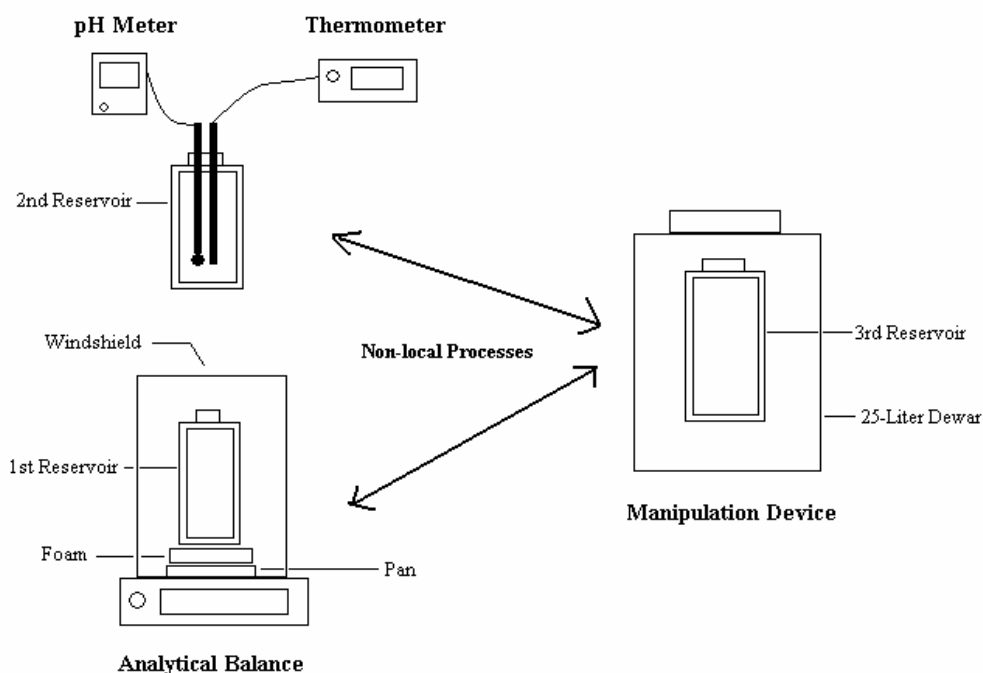 pH Meter
Thermometer
2nd Reservoir
Windshield
Non-local Processes
3rd Reservoir
25-Liter Dewar
1st Reservoir
Manipulation Device
Foam
Pan
Analytical Balance